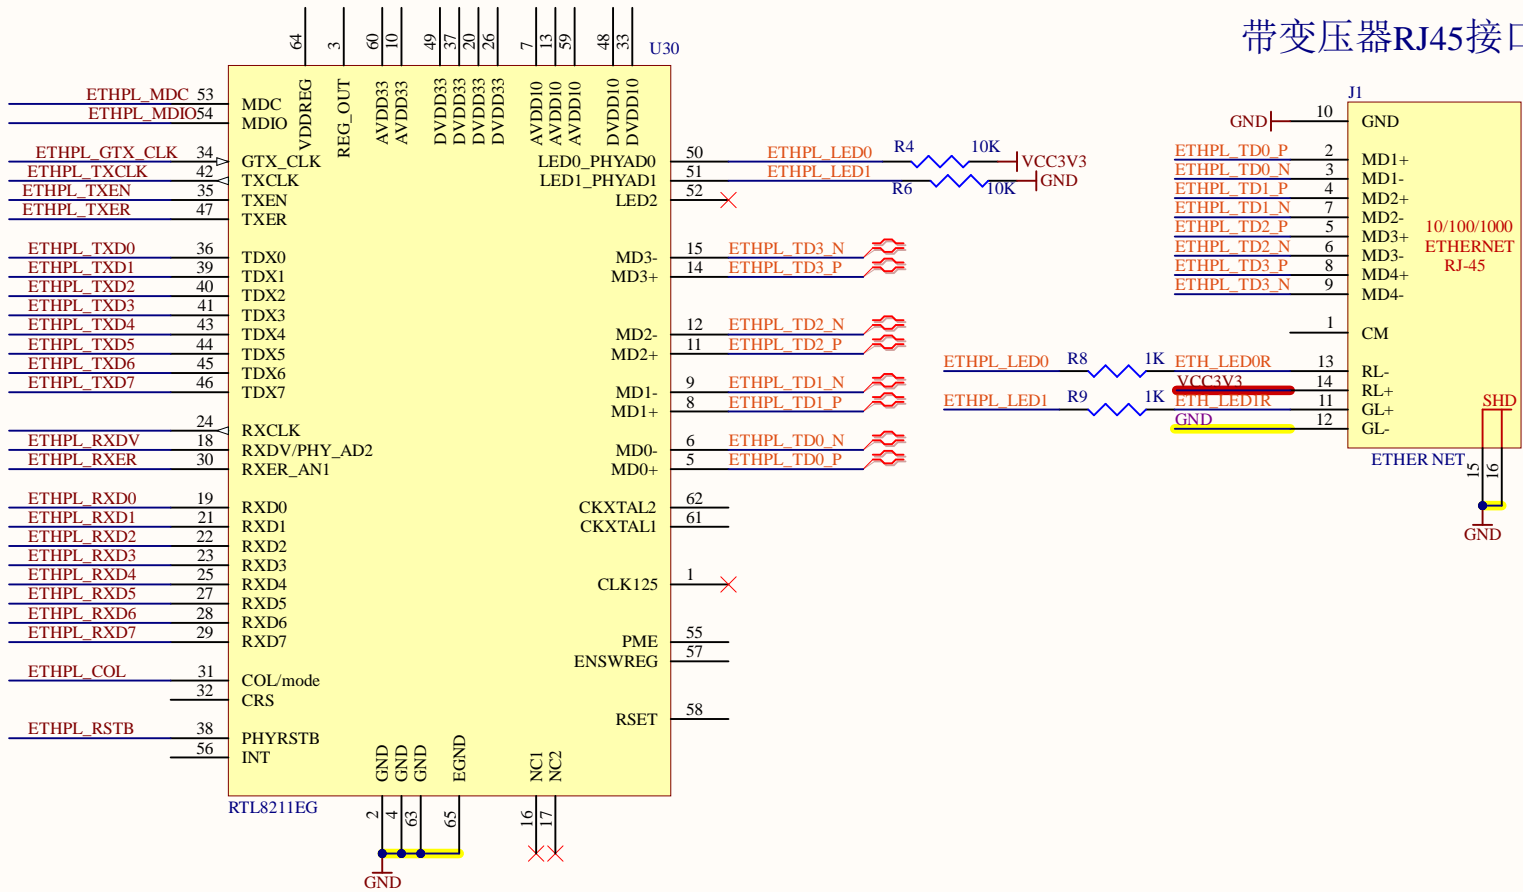 带变压器RJ45接口
64 3 60 10 49 37 20 26 7 13 59 48 33
U30
VDDREG REG_OUT AVDD33 AVDD33 DVDD33 DVDD33 DVDD33 DVDD33 AVDD10 AVDD10 AVDD10 DVDD10 DVDD10
ETHPL_MDC 53 MDC
ETHPL_MDIO 54 MDIO
ETHPL_GTX_CLK 34 GTX_CLK
ETHPL_TXCLK 42 TXCLK
ETHPL_TXEN 35 TXEN
ETHPL_TXER 47 TXER
ETHPL_TXD0 36 TDX0
ETHPL_TXD1 39 TDX1
ETHPL_TXD2 40 TDX2
ETHPL_TXD3 41 TDX3
ETHPL_TXD4 43 TDX4
ETHPL_TXD5 44 TDX5
ETHPL_TXD6 45 TDX6
ETHPL_TXD7 46 TDX7
24 RXCLK
ETHPL_RXDV 18 RXDV/PHY_AD2
ETHPL_RXER 30 RXER_AN1
ETHPL_RXD0 19 RXD0
ETHPL_RXD1 21 RXD1
ETHPL_RXD2 22 RXD2
ETHPL_RXD3 23 RXD3
ETHPL_RXD4 25 RXD4
ETHPL_RXD5 27 RXD5
ETHPL_RXD6 28 RXD6
ETHPL_RXD7 29 RXD7
ETHPL_COL 31 COL/mode
32 CRS
ETHPL_RSTB 38 PHYRSTB
56 INT
LED0_PHYAD0 50 ETHPL_LED0 R4 10K VCC3V3
LED1_PHYAD1 51 ETHPL_LED1 R6 10K GND
LED2 52
MD3- 15 ETHPL_TD3_N
MD3+ 14 ETHPL_TD3_P
MD2- 12 ETHPL_TD2_N
MD2+ 11 ETHPL_TD2_P
MD1- 9 ETHPL_TD1_N
MD1+ 8 ETHPL_TD1_P
MD0- 6 ETHPL_TD0_N
MD0+ 5 ETHPL_TD0_P
CKXTAL2 62
CKXTAL1 61
CLK125 1
PME 55
ENSWREG 57
RSET 58
GND GND GND EGND NC1 NC2
RTL8211EG
2 4 63 65 16 17
GND
J1
GND 10 GND
ETHPL_TD0_P 2 MD1+
ETHPL_TD0_N 3 MD1-
ETHPL_TD1_P 4 MD2+
ETHPL_TD1_N 7 MD2-
ETHPL_TD2_P 5 MD3+
ETHPL_TD2_N 6 MD3-
ETHPL_TD3_P 8 MD4+
ETHPL_TD3_N 9 MD4-
10/100/1000
ETHERNET
RJ-45
1 CM
ETHPL_LED0 R8 1K ETH_LED0R 13 RL-
VCC3V3 14 RL+
ETHPL_LED1 R9 1K ETH_LED1R 11 GL+
GND 12 GL-
SHD
ETHERNET
15 16
GND